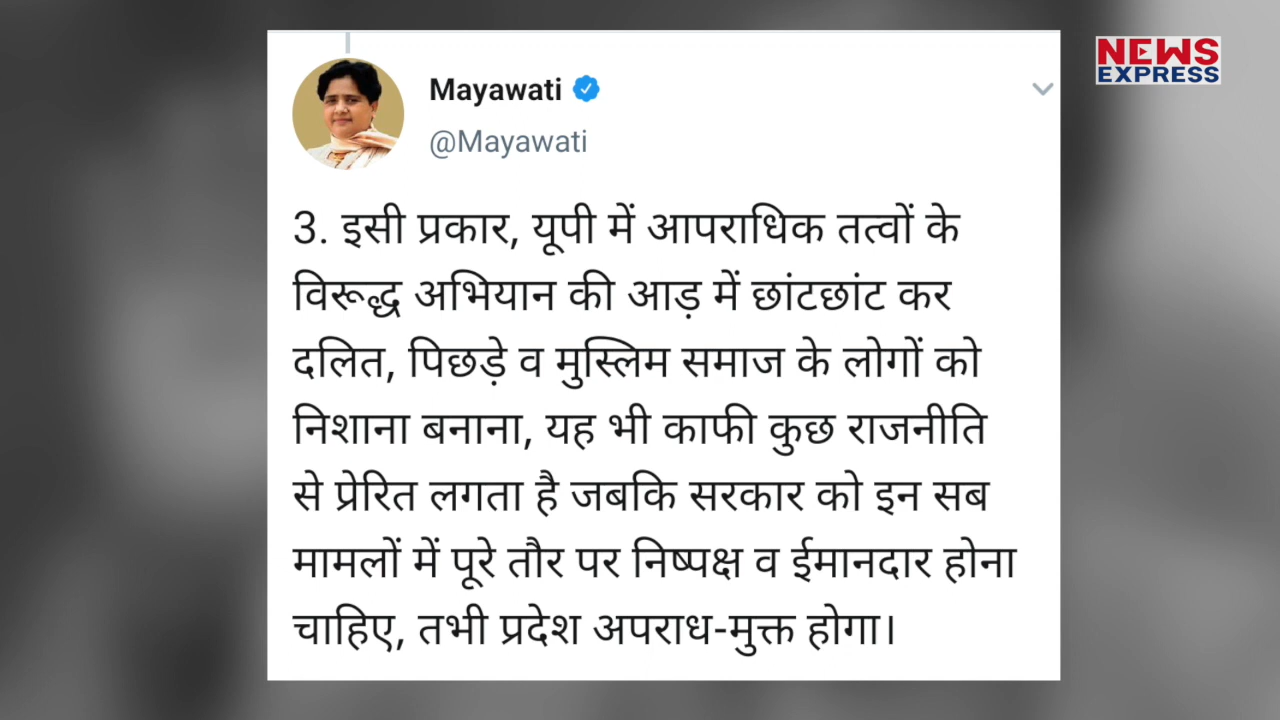 NEWS
EXPRESS
Mayawati
@Mayawati
3. इसी प्रकार, यूपी में आपराधिक तत्वों के
विरूद्ध अभियान की आड़ में छांटछांट कर
दलित, पिछड़े व मुस्लिम समाज के लोगों को
निशाना बनाना, यह भी काफी कुछ राजनीति
से प्रेरित लगता है जबकि सरकार को इन सब
मामलों में पूरे तौर पर निष्पक्ष व ईमानदार होना
चाहिए, तभी प्रदेश अपराध-मुक्त होगा।